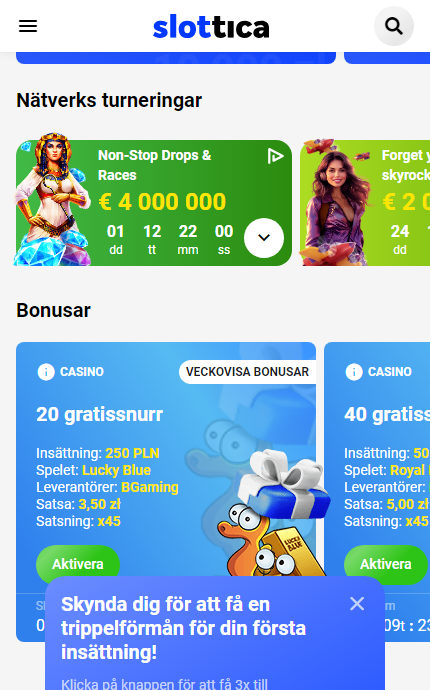 slottica
Nätverks turneringar
Non-Stop Drops &
Races
€ 4 000 000
01 12 22 00
dd tt mm ss
Forget
skyrock
€ 2 0
24
dd
Bonusar
CASINO
VECKOVISA BONUSAR
20 gratissnurr
Insättning: 250 PLN
Spelet: Lucky Blue
Leverantörer: BGaming
Satsa: 3,50 zł
Satsning: x45
Aktivera
CASINO
40 gratiss
Insättning: 50
Spelet: Royal
Leverantörer:
Satsa: 5,00 zł
Satsning: x45
Aktivera
LUCKY
BLUE
09t : 23
Skynda dig för att få en
trippelförmån för din första
insättning!
Klicka på knappen för att få 3x till